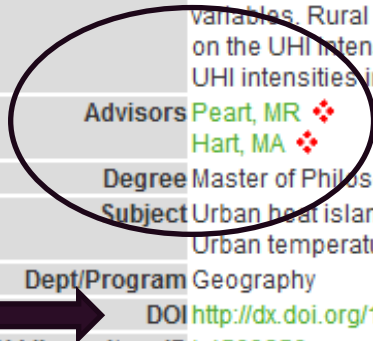 variables. Rural
on the UHI inten
UHI intensities i
Advisors Peart, MR
Hart, MA
Degree Master of Philos
Subject Urban heat islan
Urban temperatu
Dept/Program Geography
DOI http://dx.doi.org/